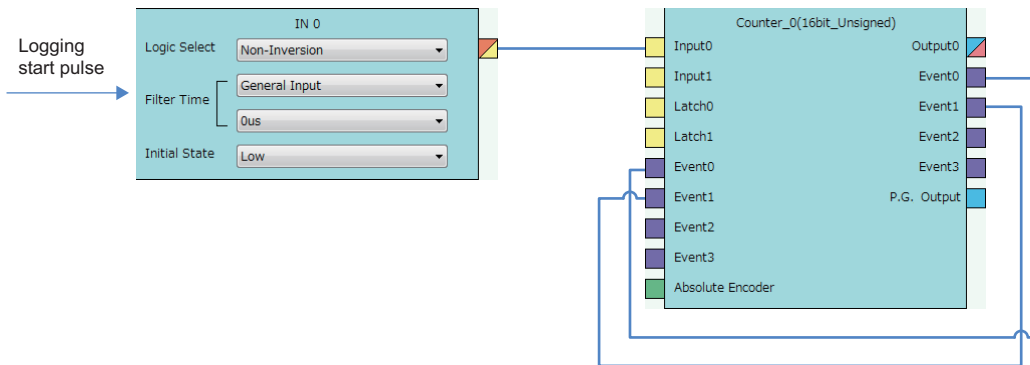 Logging
start pulse
IN 0
Logic Select
Non-Inversion
Filter Time
General Input
0us
Initial State
Low
Counter_0(16bit_Unsigned)
Input0 Output0
Input1 Event0
Latch0 Event1
Latch1 Event2
Event0 Event3
Event1 P.G. Output
Event2
Event3
Absolute Encoder